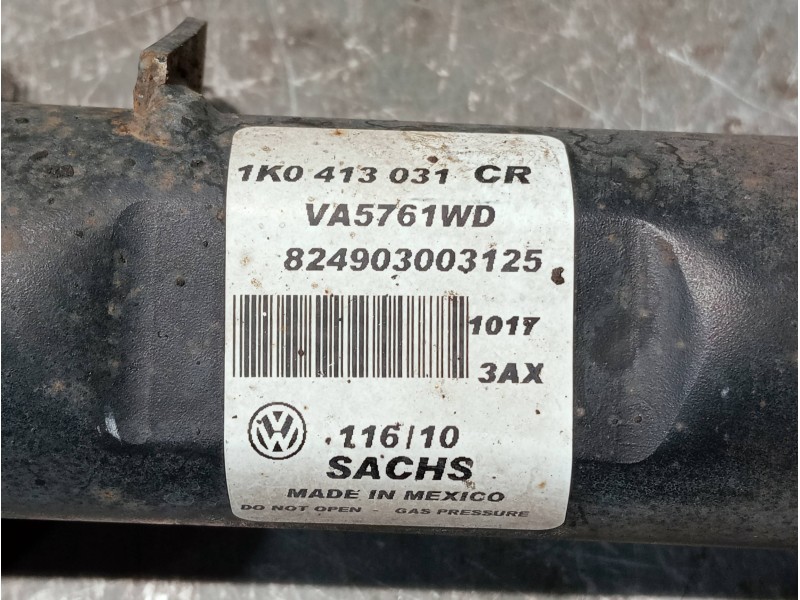 1K0 413 031 CR
VA5761WD
824903003125
1017
3AX
116/10
SACHS
MADE IN MEXICO
DO NOT OPEN - GAS PRESSURE